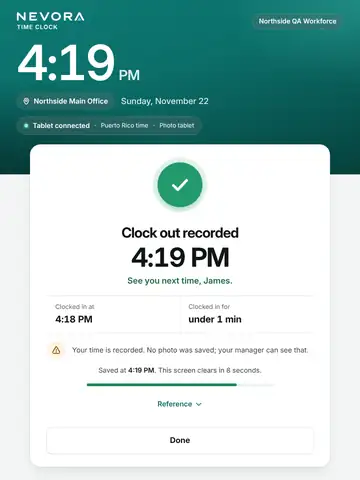 NEVORA
TIME CLOCK
Northside QA Workforce
4:19 PM
Northside Main Office
Sunday, November 22
Tablet connected · Puerto Rico time · Photo tablet
Clock out recorded
4:19 PM
See you next time, James.
Clocked in at
4:18 PM
Clocked in for
under 1 min
Your time is recorded. No photo was saved; your manager can see that.
Saved at 4:19 PM. This screen clears in 6 seconds.
Reference
Done